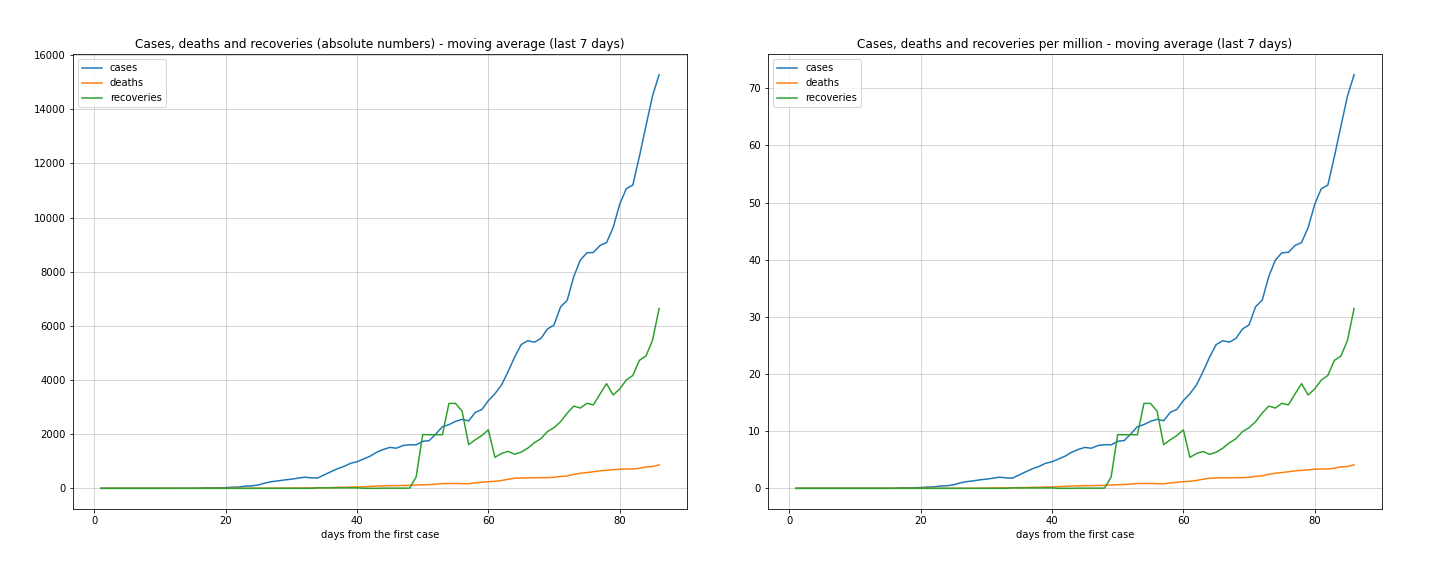 Cases, deaths and recoveries (absolute numbers) - moving average (last 7 days)
16000
14000
12000
10000
8000
6000
4000
2000
0
cases
deaths
recoveries
0 20 40 60 80
days from the first case
Cases, deaths and recoveries per million - moving average (last 7 days)
70
60
50
40
30
20
10
0
cases
deaths
recoveries
0 20 40 60 80
days from the first case